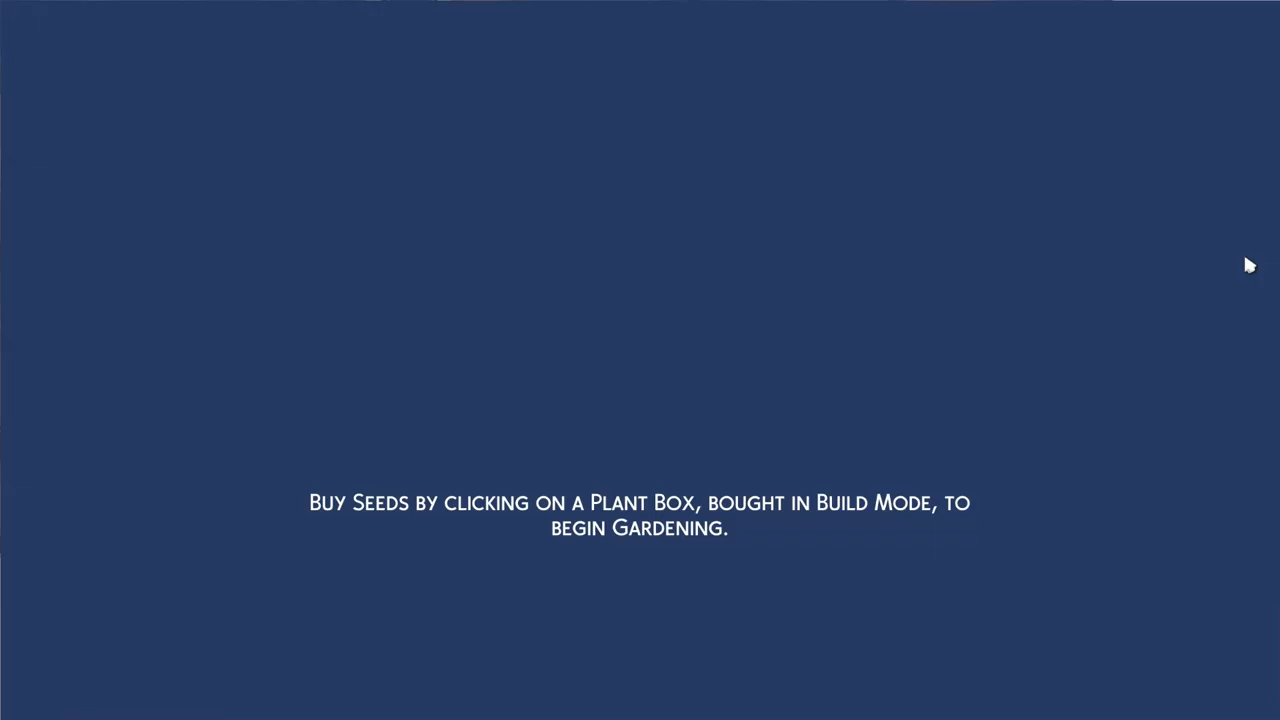 Buy Seeds by clicking on a Plant Box, bought in Build Mode, to
begin Gardening.